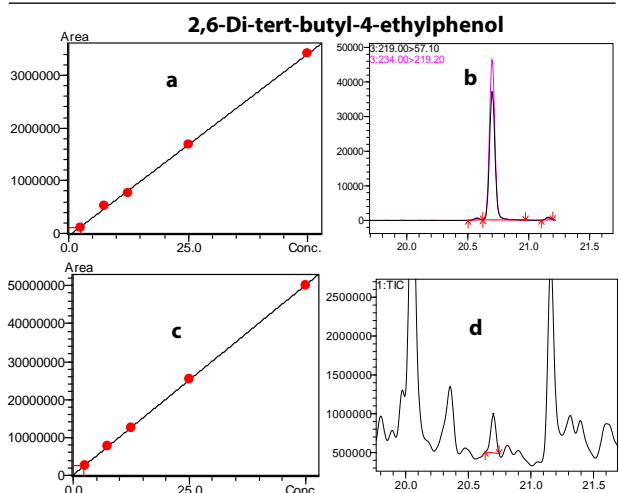 2,6-Di-tert-butyl-4-ethylphenol
Area
3000000
2000000
1000000
0
0.0 25.0 Conc.
a
50000
40000
30000
20000
10000
0
3:219.00>57.10
3:234.00>219.20
b
20.0 20.5 21.0 21.5
Area
50000000
40000000
30000000
20000000
10000000
0
0.0 25.0 Conc.
c
2500000
2000000
1500000
1000000
500000
1:TIC
d
20.0 20.5 21.0 21.5